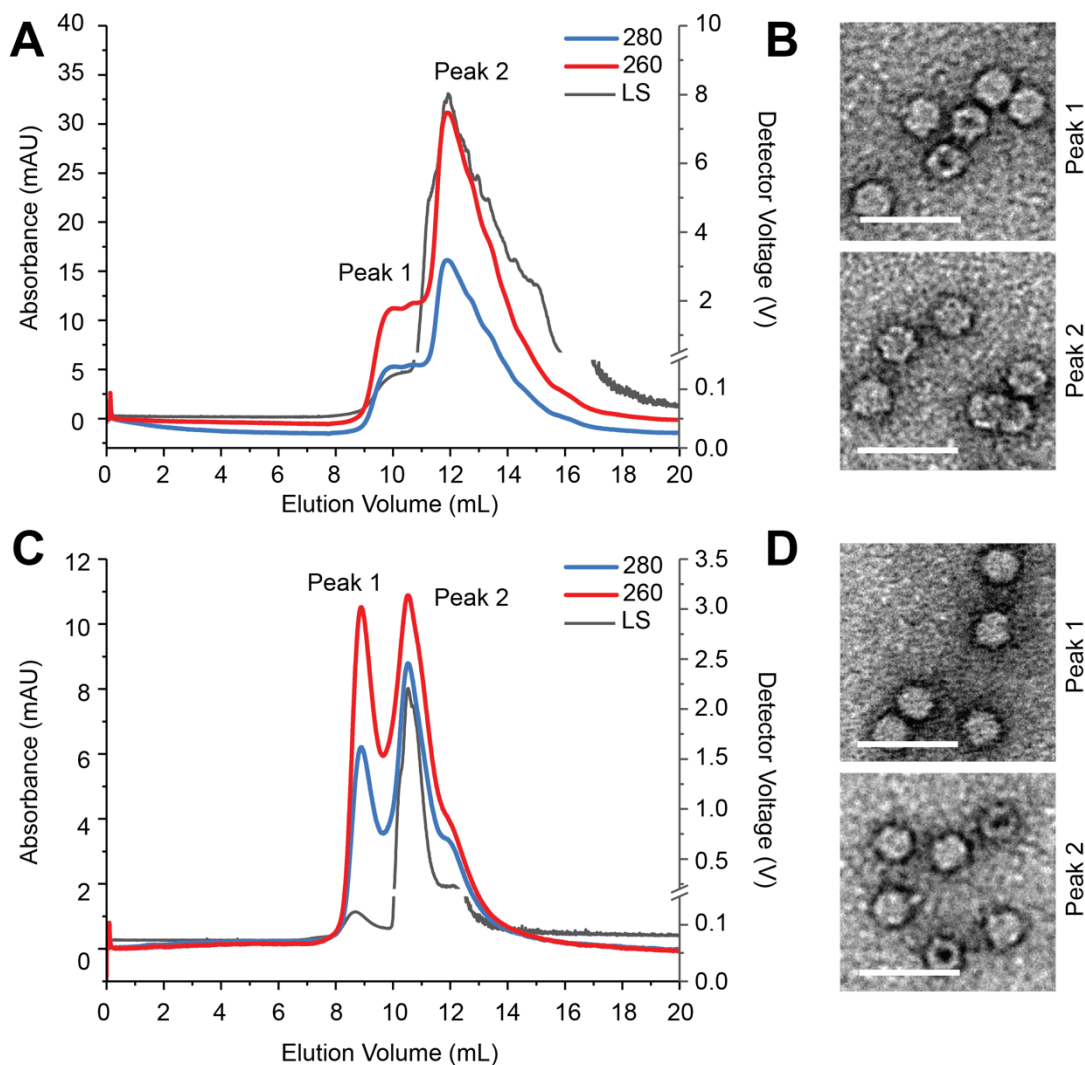 A
40
35
30
25
20
15
10
5
0
Absorbance (mAU)
280
260
LS
Peak 2
Peak 1
10
8
6
4
2
0.1
0.0
Detector Voltage (V)
0 2 4 6 8 10 12 14 16 18 20
Elution Volume (mL)
B
Peak 1
Peak 2
C
12
10
8
6
4
2
0
Absorbance (mAU)
280
260
LS
Peak 1
Peak 2
3.5
3.0
2.5
2.0
1.5
1.0
0.5
0.1
0.0
Detector Voltage (V)
0 2 4 6 8 10 12 14 16 18 20
Elution Volume (mL)
D
Peak 1
Peak 2